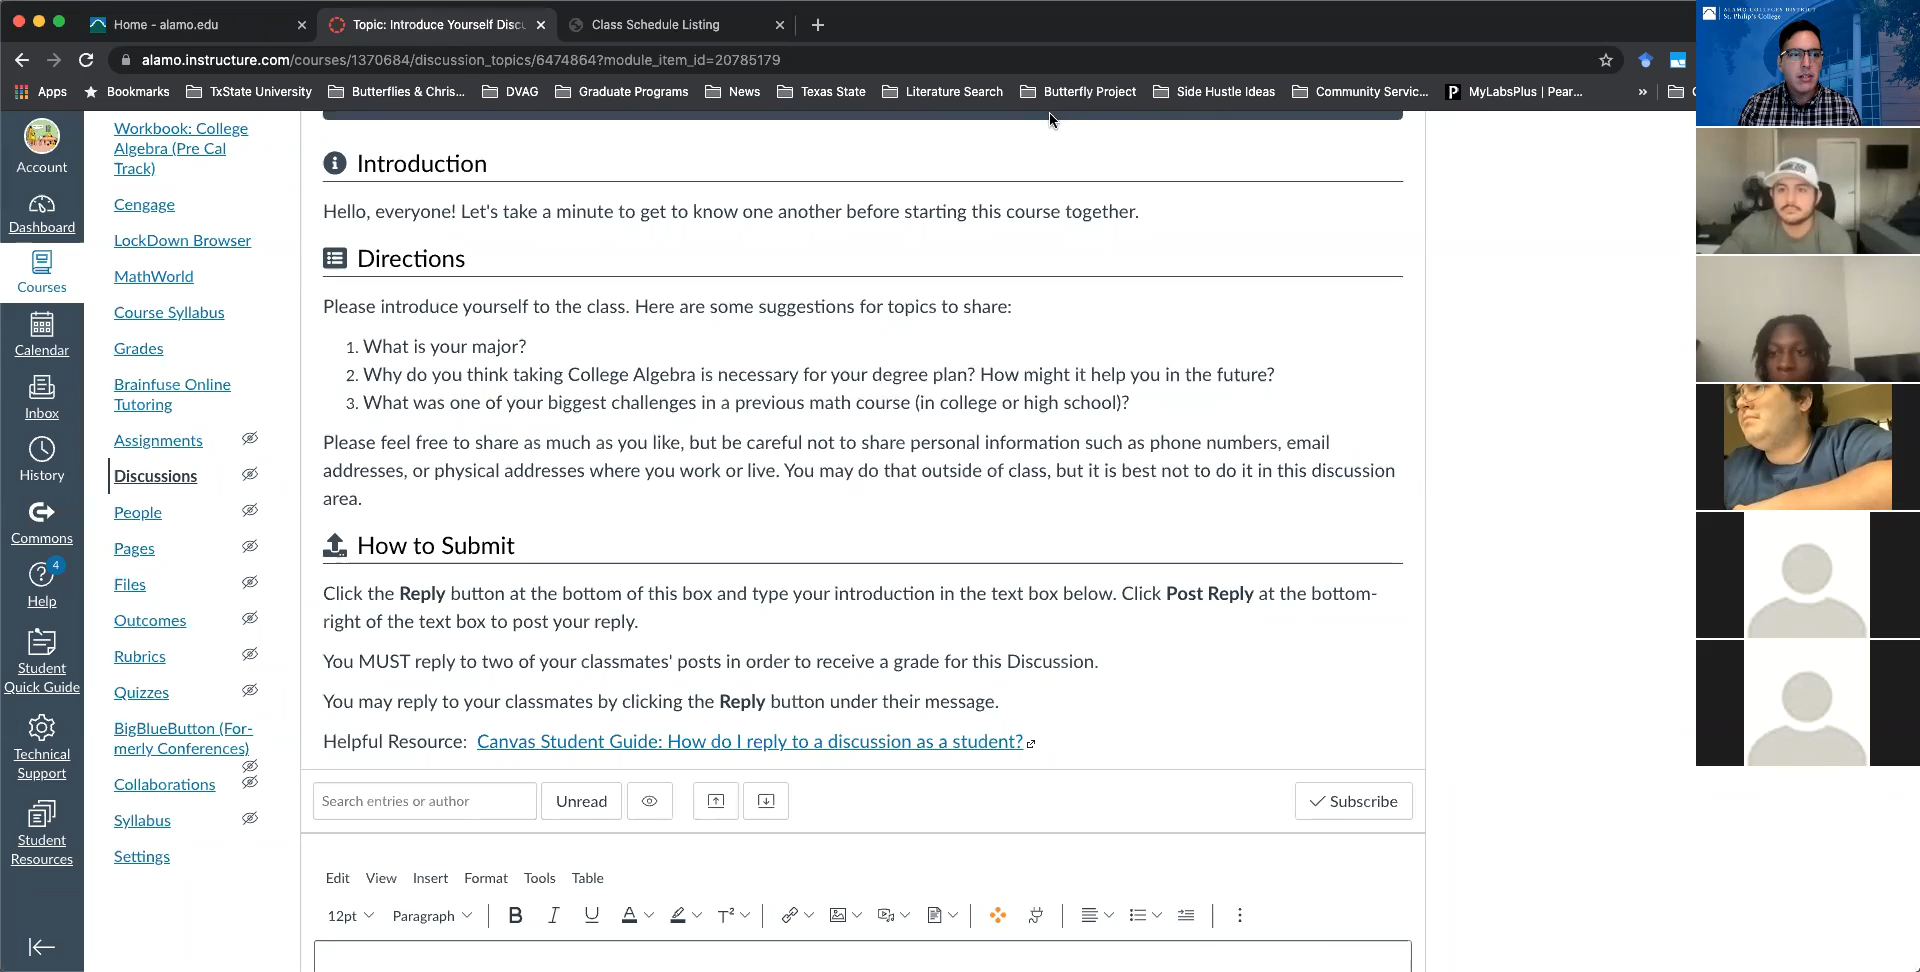 Home - alamo.edu
Topic: Introduce Yourself Discu
Class Schedule Listing
alamo.instructure.com/courses/1370684/discussion_topics/6474864?module_item_id=20785179
Apps
Bookmarks
TxState University
Butterflies & Chris...
DVAG
Graduate Programs
News
Texas State
Literature Search
Butterfly Project
Side Hustle Ideas
Community Servic...
MyLabsPlus | Pear...
»
ALAMO COLLEGES DISTRICT
St. Philip's College
Account
Dashboard
Courses
Calendar
Inbox
History
Commons
4
Help
Student
Quick Guide
Technical
Support
Student
Resources
Workbook: College
Algebra (Pre Cal
Track)
Cengage
LockDown Browser
MathWorld
Course Syllabus
Grades
Brainfuse Online
Tutoring
Assignments
Discussions
People
Pages
Files
Outcomes
Rubrics
Quizzes
BigBlueButton (For-
merly Conferences)
Collaborations
Syllabus
Settings
Introduction
Hello, everyone! Let's take a minute to get to know one another before starting this course together.
Directions
Please introduce yourself to the class. Here are some suggestions for topics to share:
1. What is your major?
2. Why do you think taking College Algebra is necessary for your degree plan? How might it help you in the future?
3. What was one of your biggest challenges in a previous math course (in college or high school)?
Please feel free to share as much as you like, but be careful not to share personal information such as phone numbers, email
addresses, or physical addresses where you work or live. You may do that outside of class, but it is best not to do it in this discussion
area.
How to Submit
Click the Reply button at the bottom of this box and type your introduction in the text box below. Click Post Reply at the bottom-
right of the text box to post your reply.
You MUST reply to two of your classmates' posts in order to receive a grade for this Discussion.
You may reply to your classmates by clicking the Reply button under their message.
Helpful Resource: Canvas Student Guide: How do I reply to a discussion as a student?
Search entries or author
Unread
Subscribe
Edit View Insert Format Tools Table
12pt Paragraph B I U A T²